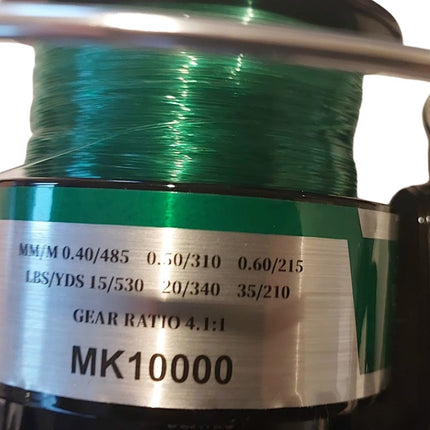 MM/M 0.40/485 0.50/310 0.60/215
LBS/YDS 15/530 20/340 35/210
GEAR RATIO 4.1:1
MK10000